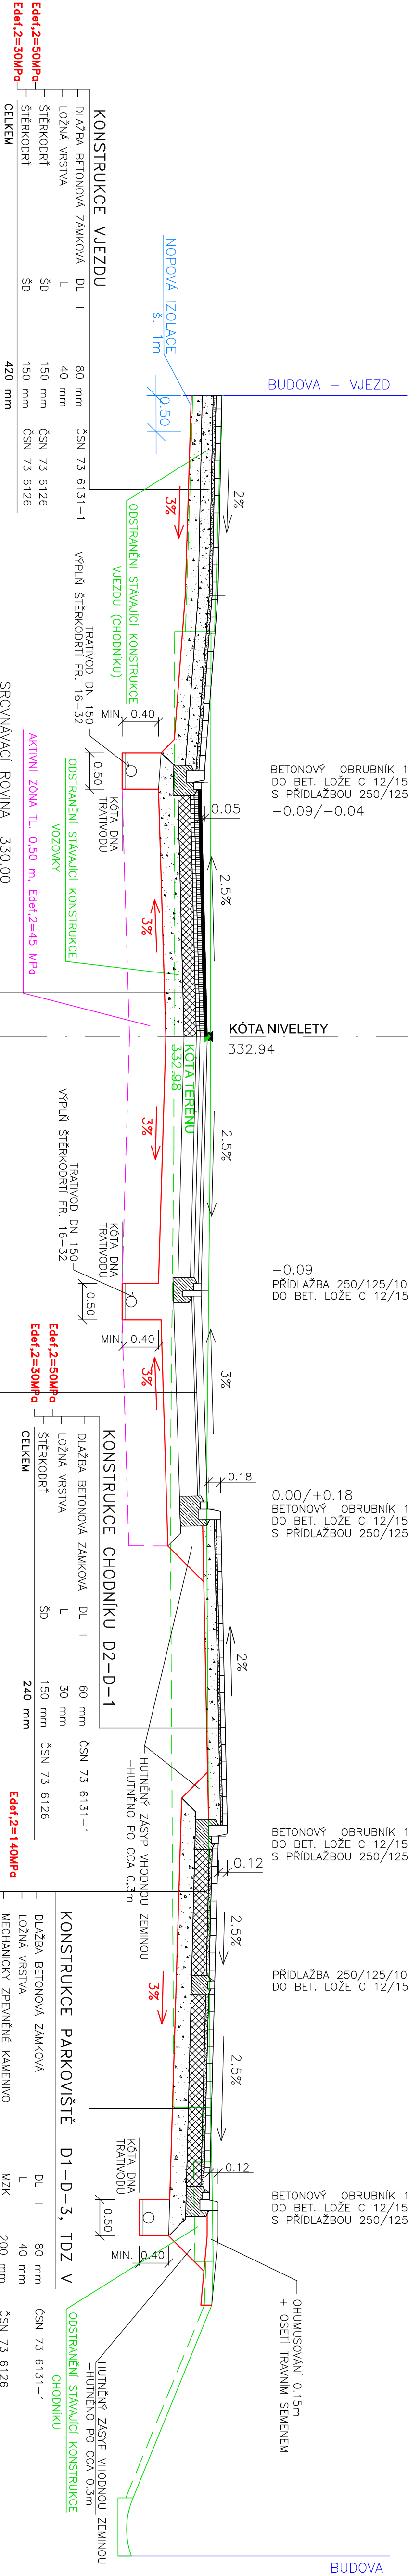 BUDOVA – VJEZD
NOPOVÁ IZOLACE
š. 1m
0.50
2%
3%
ODSTRANĚNÍ STÁVAJÍCÍ KONSTRUKCE
VJEZDU (CHODNÍKU)
KONSTRUKCE VJEZDU
DLAŽBA BETONOVÁ ZÁMKOVÁ DL I 80 mm ČSN 73 6131-1
LOŽNÁ VRSTVA L 40 mm
Edef,2=50MPa
ŠTĚRKODRŤ ŠD 150 mm ČSN 73 6126
ŠTĚRKODRŤ ŠD 150 mm ČSN 73 6126
Edef,2=30MPa
CELKEM 420 mm
TRATIVOD DN 150
VÝPLŇ ŠTĚRKODRTÍ FR. 16-32
MIN. 0.40
0.50
KÓTA DNA
TRATIVODU
BETONOVÝ OBRUBNÍK 1
DO BET. LOŽE C 12/15
S PŘÍDLAŽBOU 250/125
-0.09/-0.04
0.05
2.5%
3%
ODSTRANĚNÍ STÁVAJÍCÍ KONSTRUKCE
VOZOVKY
AKTIVNÍ ZÓNA TL. 0,50 m, Edef,2=45 MPa
SROVNÁVACÍ ROVINA 330.00
KÓTA NIVELETY
332.94
KÓTA TERÉNU
332.98
2.5%
3%
TRATIVOD DN 150
VÝPLŇ ŠTĚRKODRTÍ FR. 16-32
KÓTA DNA
TRATIVODU
0.50
MIN. 0.40
-0.09
PŘÍDLAŽBA 250/125/10
DO BET. LOŽE C 12/15
3%
3%
0.18
0.00/+0.18
BETONOVÝ OBRUBNÍK 1
DO BET. LOŽE C 12/15
S PŘÍDLAŽBOU 250/125
KONSTRUKCE CHODNÍKU D2-D-1
DLAŽBA BETONOVÁ ZÁMKOVÁ DL I 60 mm ČSN 73 6131-1
LOŽNÁ VRSTVA L 30 mm
Edef,2=50MPa
ŠTĚRKODRŤ ŠD 150 mm ČSN 73 6126
Edef,2=30MPa
CELKEM 240 mm
2%
HUTNĚNÝ ZÁSYP VHODNOU ZEMINOU
-HUTNĚNO PO CCA 0,3m
BETONOVÝ OBRUBNÍK 1
DO BET. LOŽE C 12/15
S PŘÍDLAŽBOU 250/125
0.12
2.5%
PŘÍDLAŽBA 250/125/10
DO BET. LOŽE C 12/15
2.5%
3%
KONSTRUKCE PARKOVIŠTĚ D1-D-3, TDZ V
DLAŽBA BETONOVÁ ZÁMKOVÁ DL I 80 mm ČSN 73 6131-1
LOŽNÁ VRSTVA L 40 mm
Edef,2=140MPa
MECHANICKY ZPEVNĚNÉ KAMENIVO MZK 200 mm ČSN 73 6126
KÓTA DNA
TRATIVODU
0.50
MIN. 0.40
0.12
BETONOVÝ OBRUBNÍK 1
DO BET. LOŽE C 12/15
S PŘÍDLAŽBOU 250/125
OHUMUSOVÁNÍ 0.15m
+ OSETÍ TRAVNÍM SEMENEM
ODSTRANĚNÍ STÁVAJÍCÍ KONSTRUKCE
CHODNÍKU
HUTNĚNÝ ZÁSYP VHODNOU ZEMINOU
-HUTNĚNO PO CCA 0.3m
BUDOVA